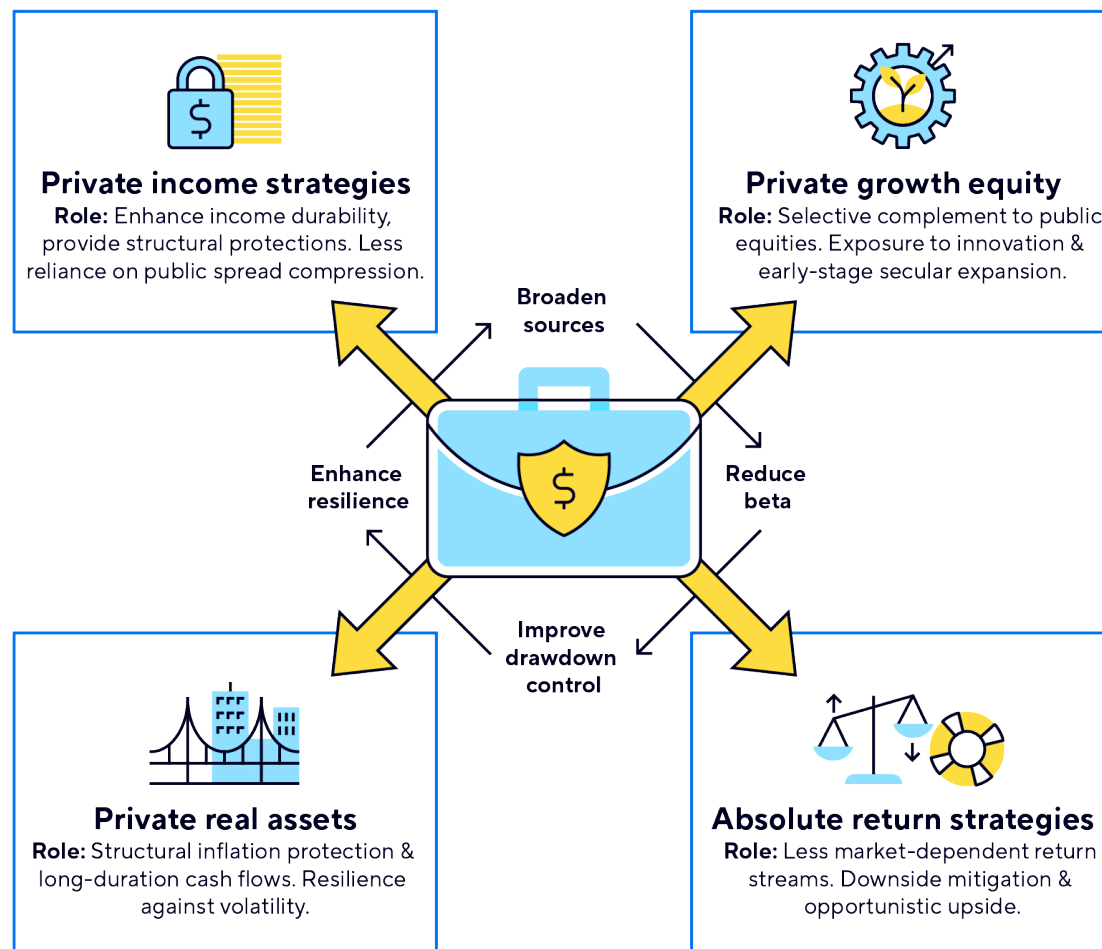 $
Private income strategies
Role: Enhance income durability,
provide structural protections. Less
reliance on public spread compression.
Private growth equity
Role: Selective complement to public
equities. Exposure to innovation &
early-stage secular expansion.
Broaden
sources
Enhance
resilience
$
Reduce
beta
Improve
drawdown
control
Private real assets
Role: Structural inflation protection &
long-duration cash flows. Resilience
against volatility.
Absolute return strategies
Role: Less market-dependent return
streams. Downside mitigation &
opportunistic upside.